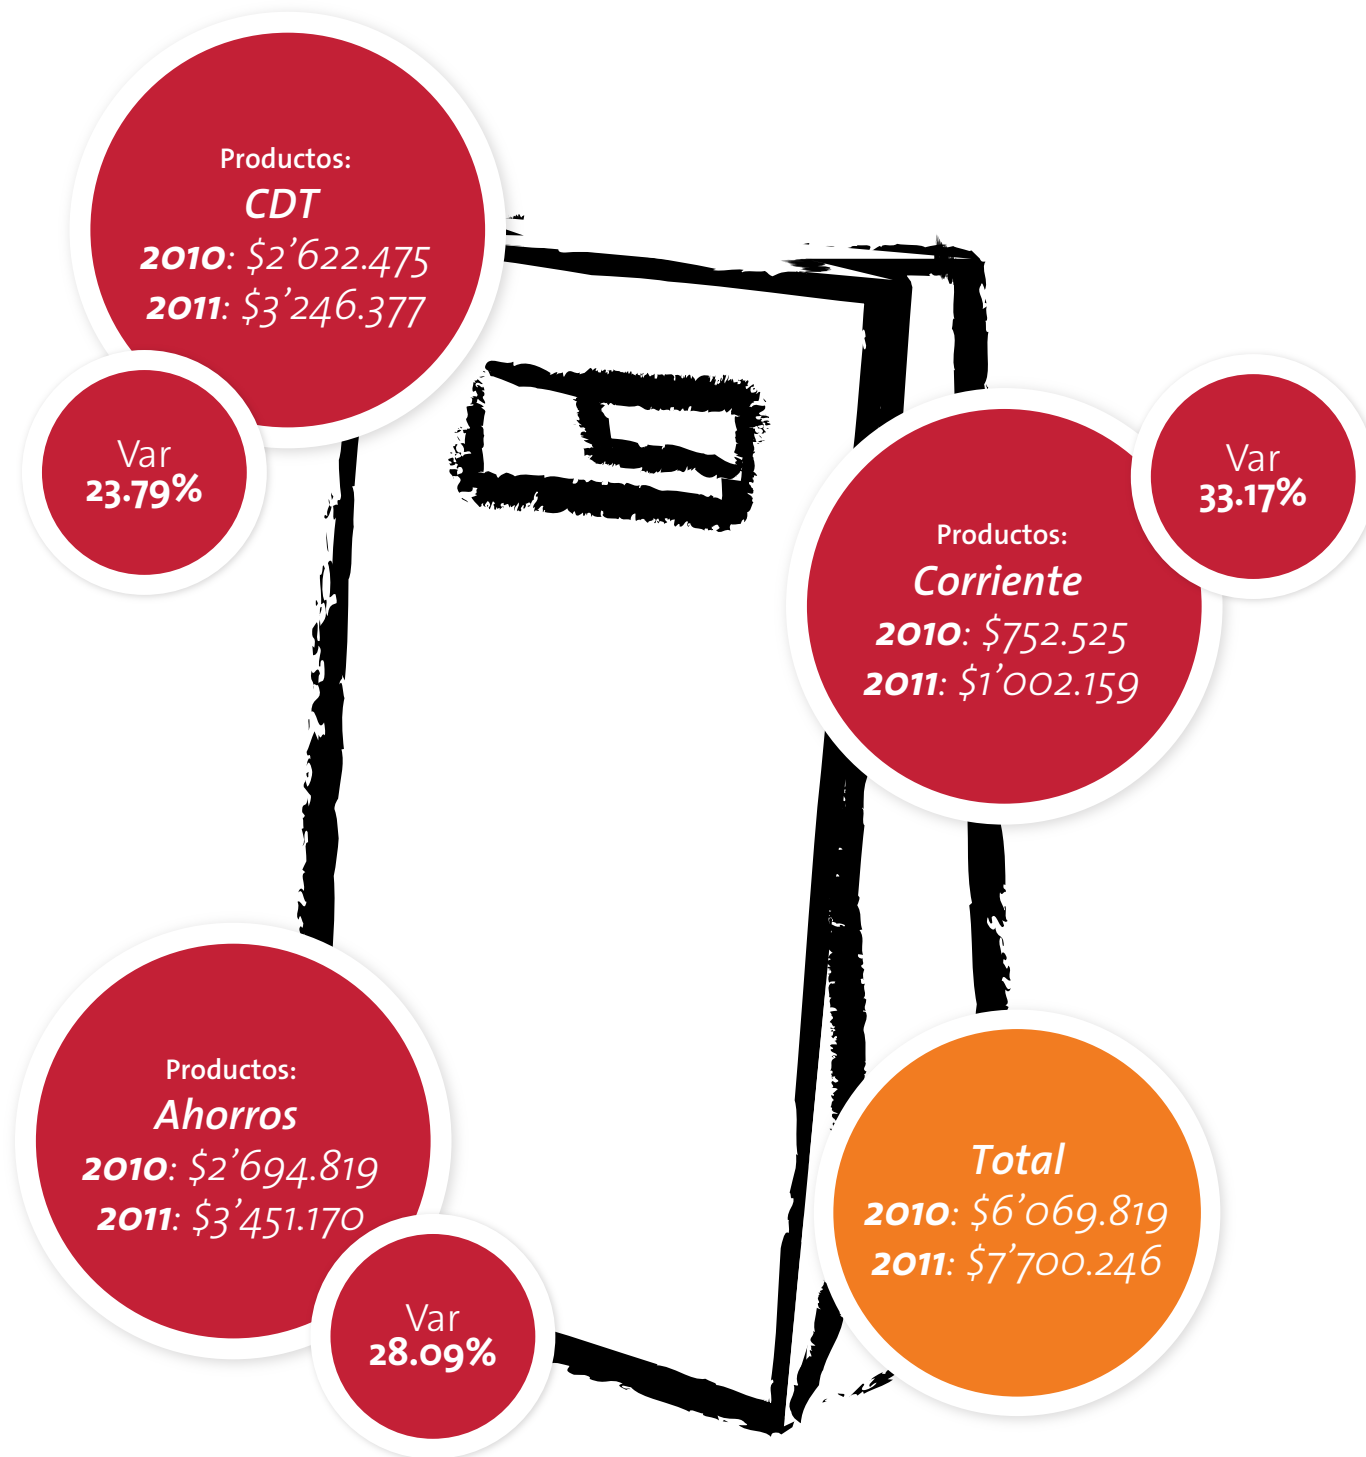 Productos:
CDT
2010: $2’622.475
2011: $3’246.377
Var
23.79%
Productos:
Corriente
2010: $752.525
2011: $1’002.159
Var
33.17%
Productos:
Ahorros
2010: $2’694.819
2011: $3’451.170
Var
28.09%
Total
2010: $6’069.819
2011: $7’700.246